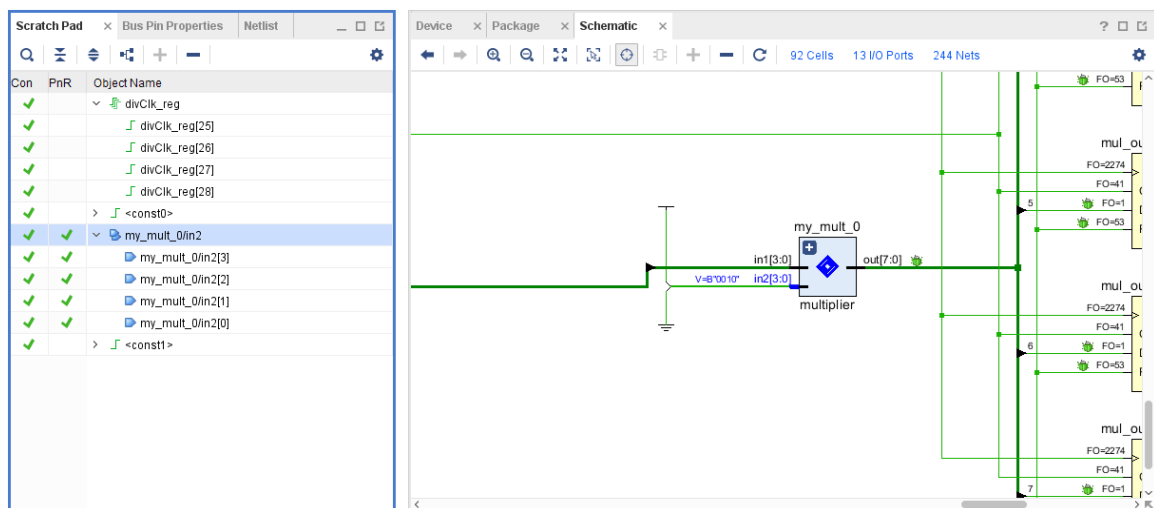 Scratch Pad
Bus Pin Properties
Netlist
Con PnR Object Name
divClk_reg
divClk_reg[25]
divClk_reg[26]
divClk_reg[27]
divClk_reg[28]
<const0>
my_mult_0/in2
my_mult_0/in2[3]
my_mult_0/in2[2]
my_mult_0/in2[1]
my_mult_0/in2[0]
<const1>
Device
Package
Schematic
?
92 Cells 13 I/O Ports 244 Nets
FO=53
mul_ou
FO=2274
FO=41
5 FO=1
FO=53
my_mult_0
in1[3:0] out[7:0]
V=B"0010" in2[3:0]
multiplier
mul_ou
FO=2274
FO=41
6 FO=1
FO=53
mul_ou
FO=2274
FO=41
7 FO=1